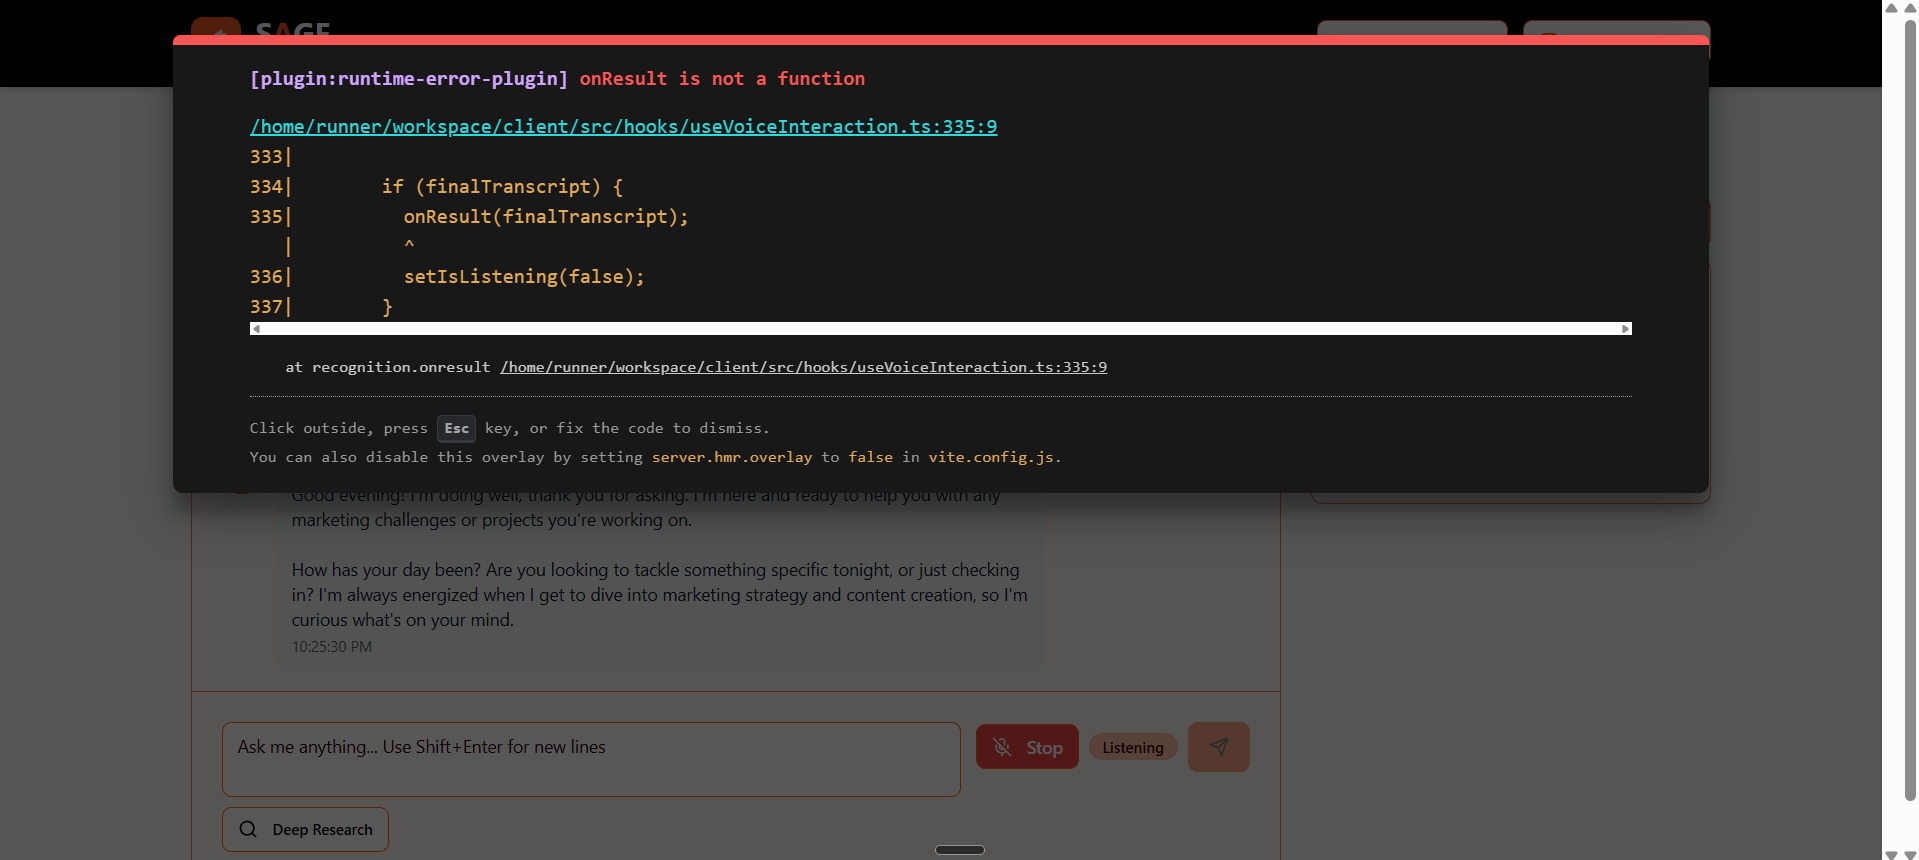 SAGE
[plugin:runtime-error-plugin] onResult is not a function
/home/runner/workspace/client/src/hooks/useVoiceInteraction.ts:335:9
333|
334|        if (finalTranscript) {
335|          onResult(finalTranscript);
   |          ^
336|          setIsListening(false);
337|        }
at recognition.onresult /home/runner/workspace/client/src/hooks/useVoiceInteraction.ts:335:9
Click outside, press Esc key, or fix the code to dismiss.
You can also disable this overlay by setting server.hmr.overlay to false in vite.config.js.
Good evening! I'm doing well, thank you for asking. I'm here and ready to help you with any
marketing challenges or projects you're working on.
How has your day been? Are you looking to tackle something specific tonight, or just checking
in? I'm always energized when I get to dive into marketing strategy and content creation, so I'm
curious what's on your mind.
10:25:30 PM
Ask me anything... Use Shift+Enter for new lines
Stop
Listening
Deep Research